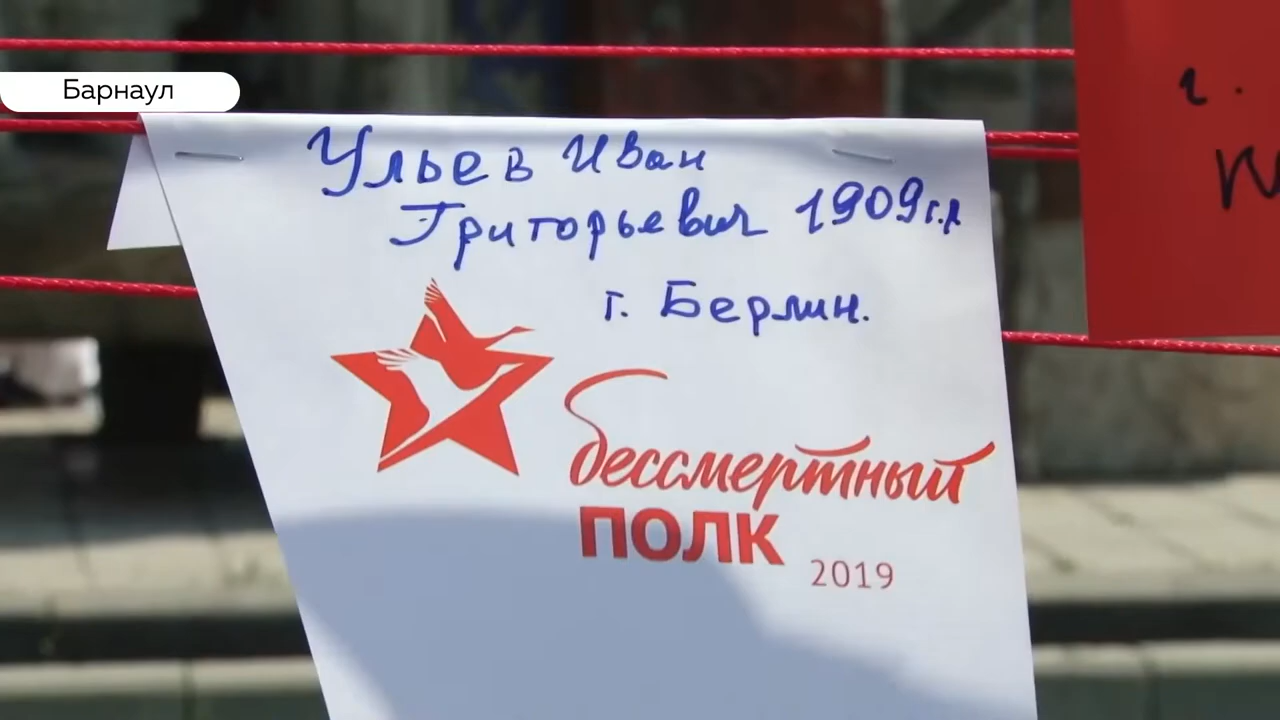 Барнаул
Ульев Иван
Григорьевич 1909г.р
г. Берлин.
бессмертный
ПОЛК
2019
г.